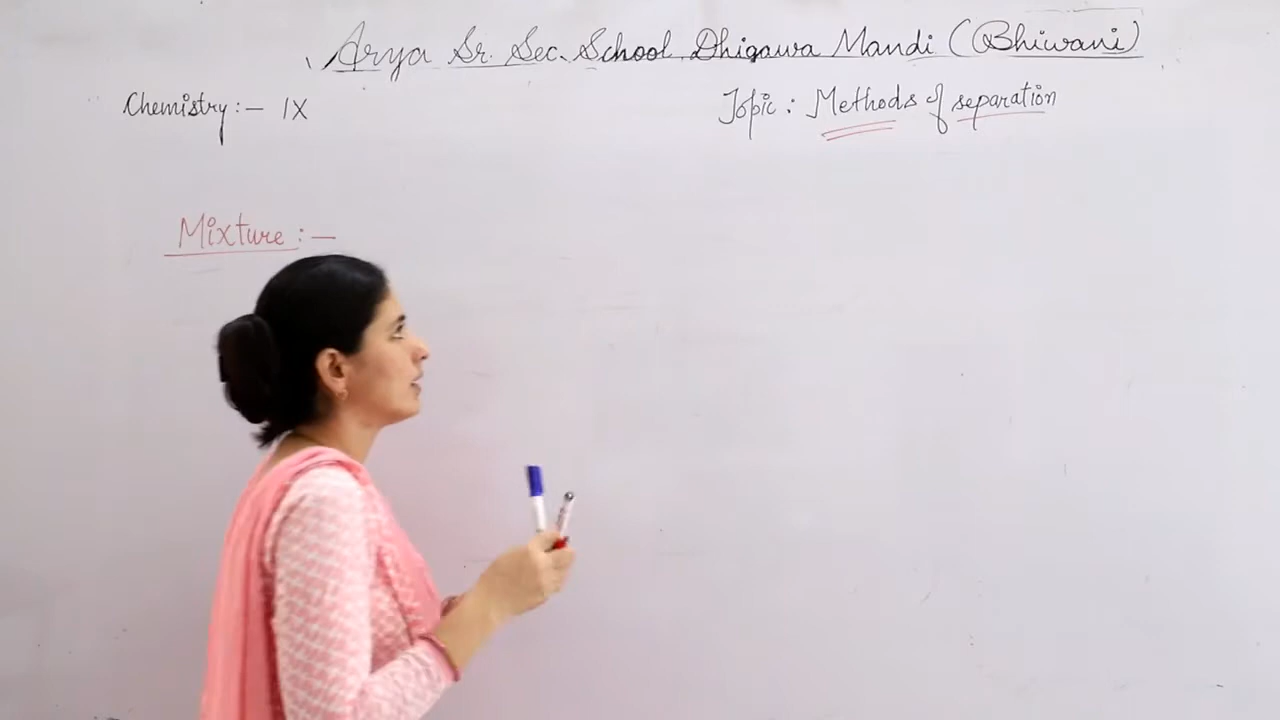 Arya Sr. Sec. School Dhigawa Mandi (Bhiwani)
Chemistry :- IX
Topic : Methods of separation
Mixture :-